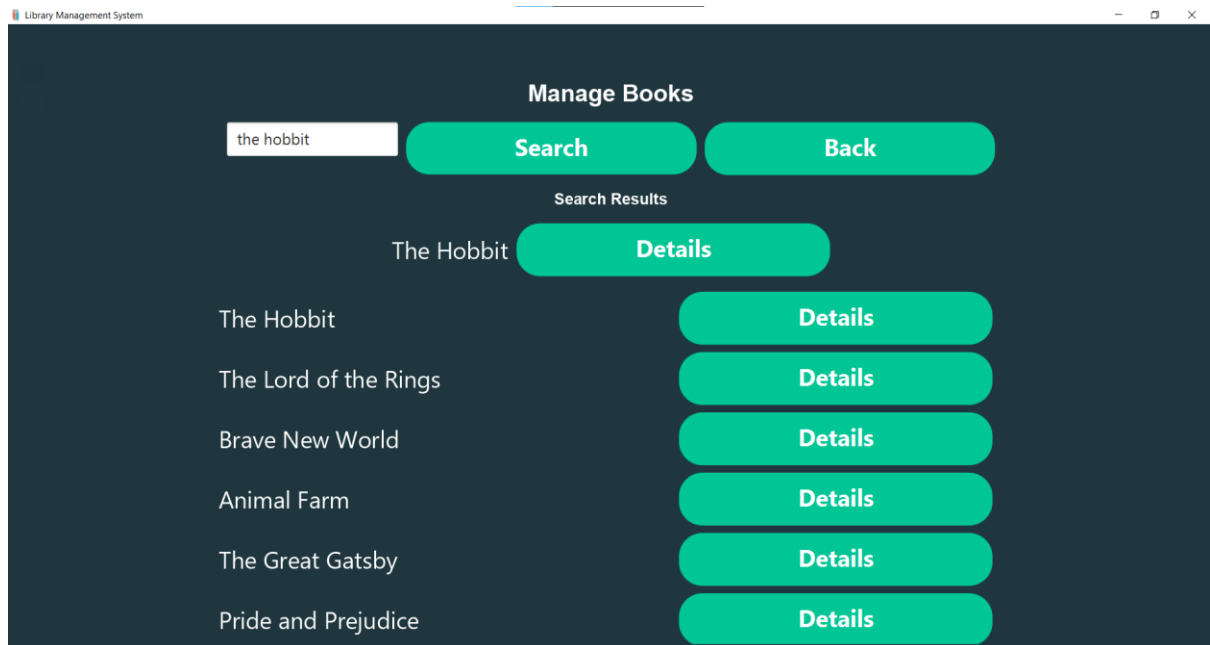 Library Management System
Manage Books
the hobbit Search Back
Search Results
The Hobbit Details
The Hobbit Details
The Lord of the Rings Details
Brave New World Details
Animal Farm Details
The Great Gatsby Details
Pride and Prejudice Details